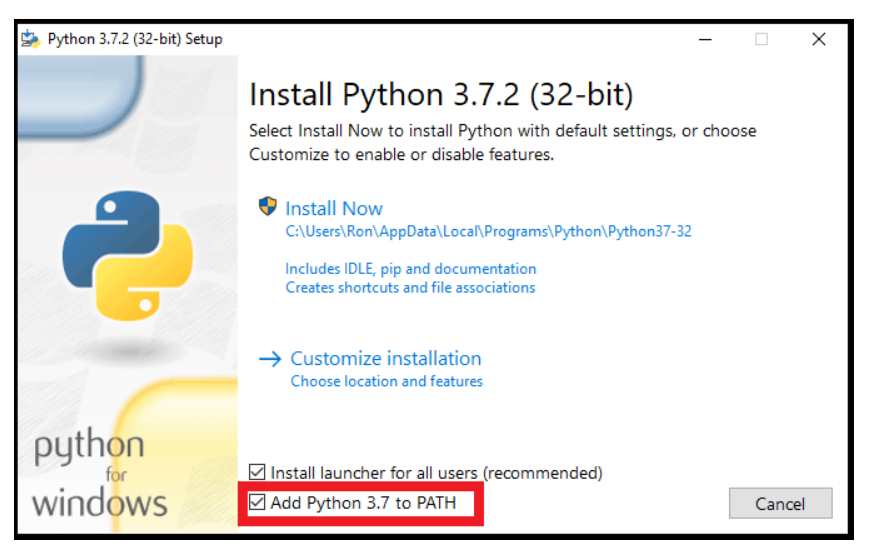 Python 3.7.2 (32-bit) Setup
Install Python 3.7.2 (32-bit)
Select Install Now to install Python with default settings, or choose
Customize to enable or disable features.
Install Now
C:\Users\Ron\AppData\Local\Programs\Python\Python37-32
Includes IDLE, pip and documentation
Creates shortcuts and file associations
Customize installation
Choose location and features
python
for
windows
Install launcher for all users (recommended)
Add Python 3.7 to PATH
Cancel